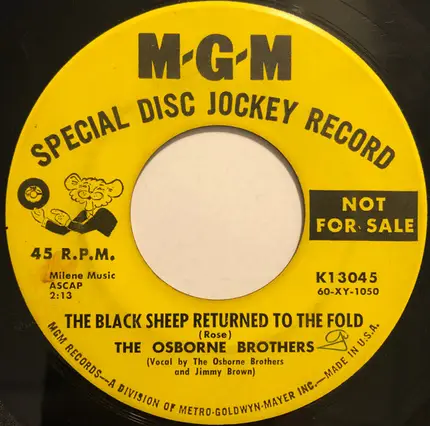 M-G-M
SPECIAL DISC JOCKEY RECORD
NOT
FOR SALE
45 R.P.M.
Milene Music
ASCAP
2:13
K13045
60-XY-1050
THE BLACK SHEEP RETURNED TO THE FOLD
(Rose)
THE OSBORNE BROTHERS
(Vocal by The Osborne Brothers
and Jimmy Brown)
MGM RECORDS—A DIVISION OF METRO-GOLDWYN-MAYER INC.—MADE IN U.S.A.